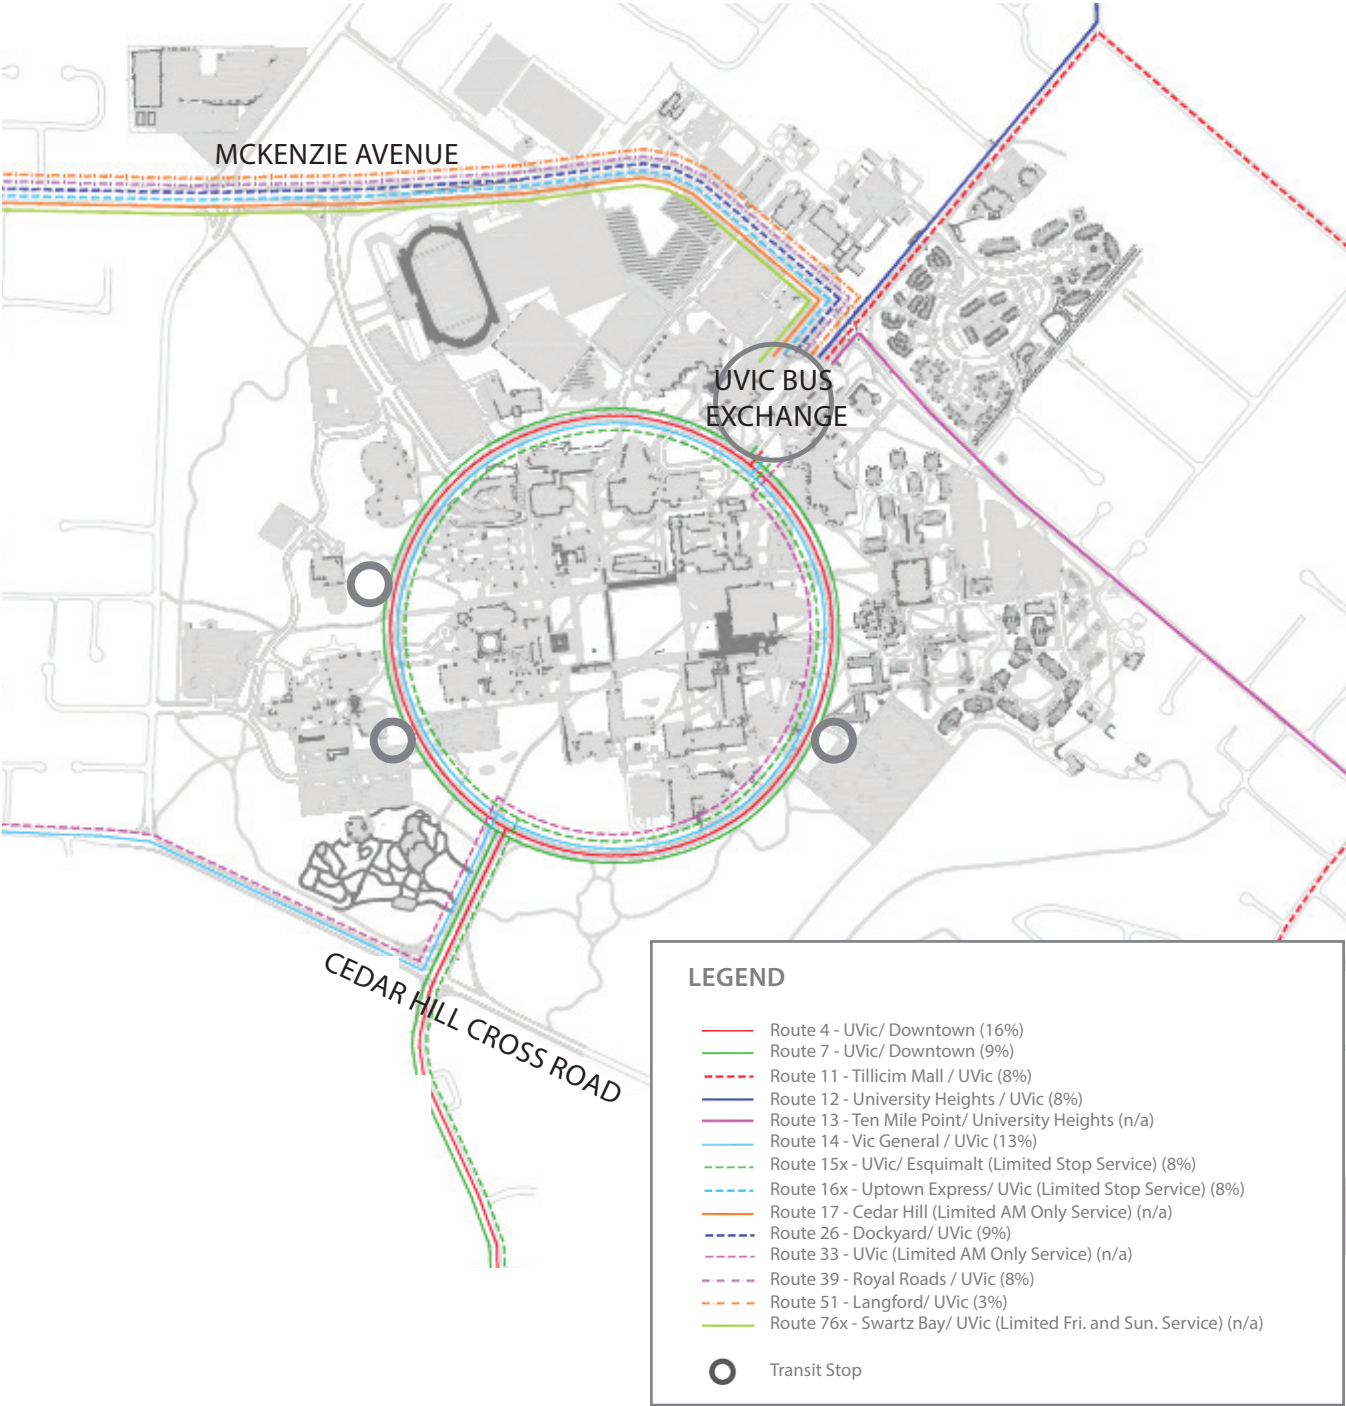 MCKENZIE AVENUE
UVIC BUS
EXCHANGE
CEDAR HILL CROSS ROAD
LEGEND
Route 4 - UVic/ Downtown (16%)
Route 7 - UVic/ Downtown (9%)
Route 11 - Tillicim Mall / UVic (8%)
Route 12 - University Heights / UVic (8%)
Route 13 - Ten Mile Point/ University Heights (n/a)
Route 14 - Vic General / UVic (13%)
Route 15x - UVic/ Esquimalt (Limited Stop Service) (8%)
Route 16x - Uptown Express/ UVic (Limited Stop Service) (8%)
Route 17 - Cedar Hill (Limited AM Only Service) (n/a)
Route 26 - Dockyard/ UVic (9%)
Route 33 - UVic (Limited AM Only Service) (n/a)
Route 39 - Royal Roads / UVic (8%)
Route 51 - Langford/ UVic (3%)
Route 76x - Swartz Bay/ UVic (Limited Fri. and Sun. Service) (n/a)
Transit Stop